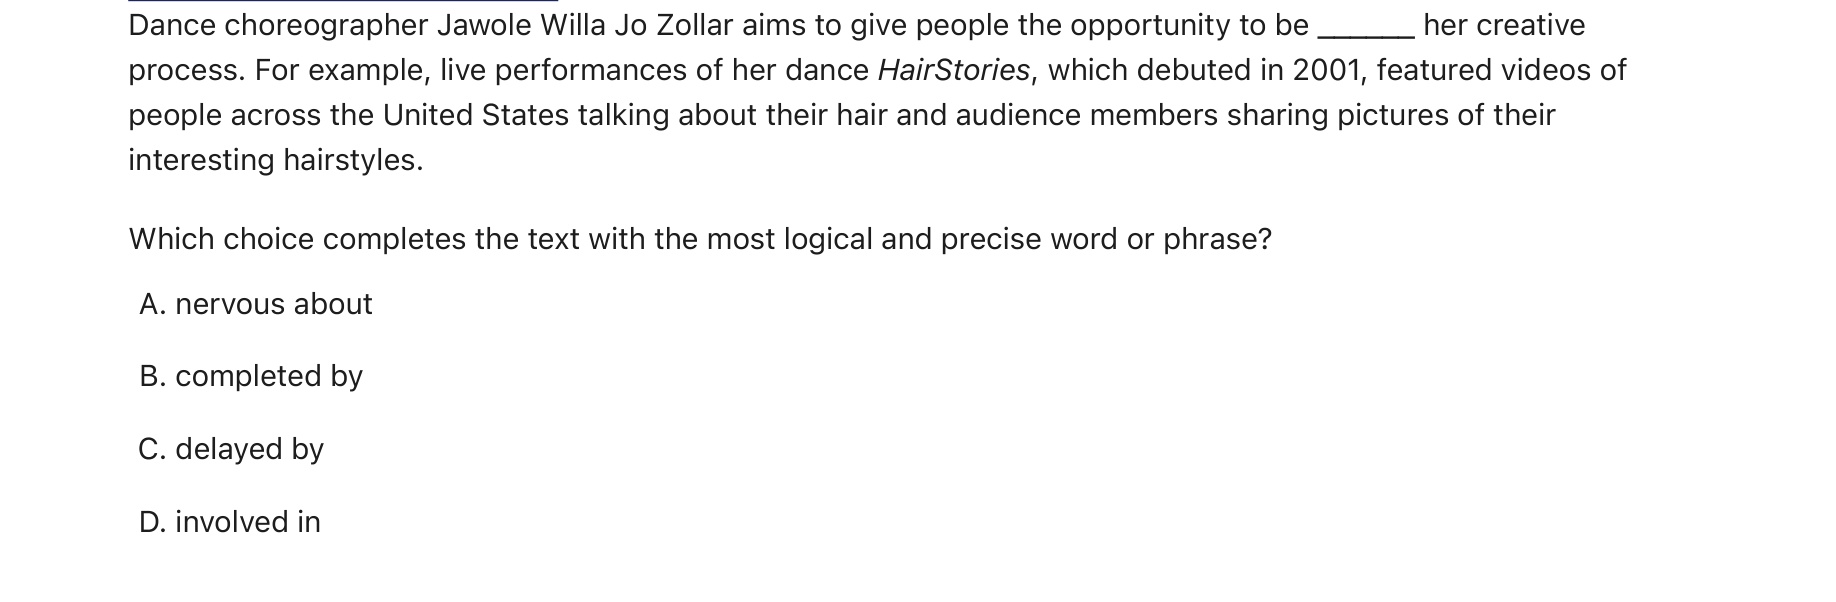 Dance choreographer Jawole Willa Jo Zollar aims to give people the opportunity to be ______ her creative
process. For example, live performances of her dance HairStories, which debuted in 2001, featured videos of
people across the United States talking about their hair and audience members sharing pictures of their
interesting hairstyles.
Which choice completes the text with the most logical and precise word or phrase?
A. nervous about
B. completed by
C. delayed by
D. involved in